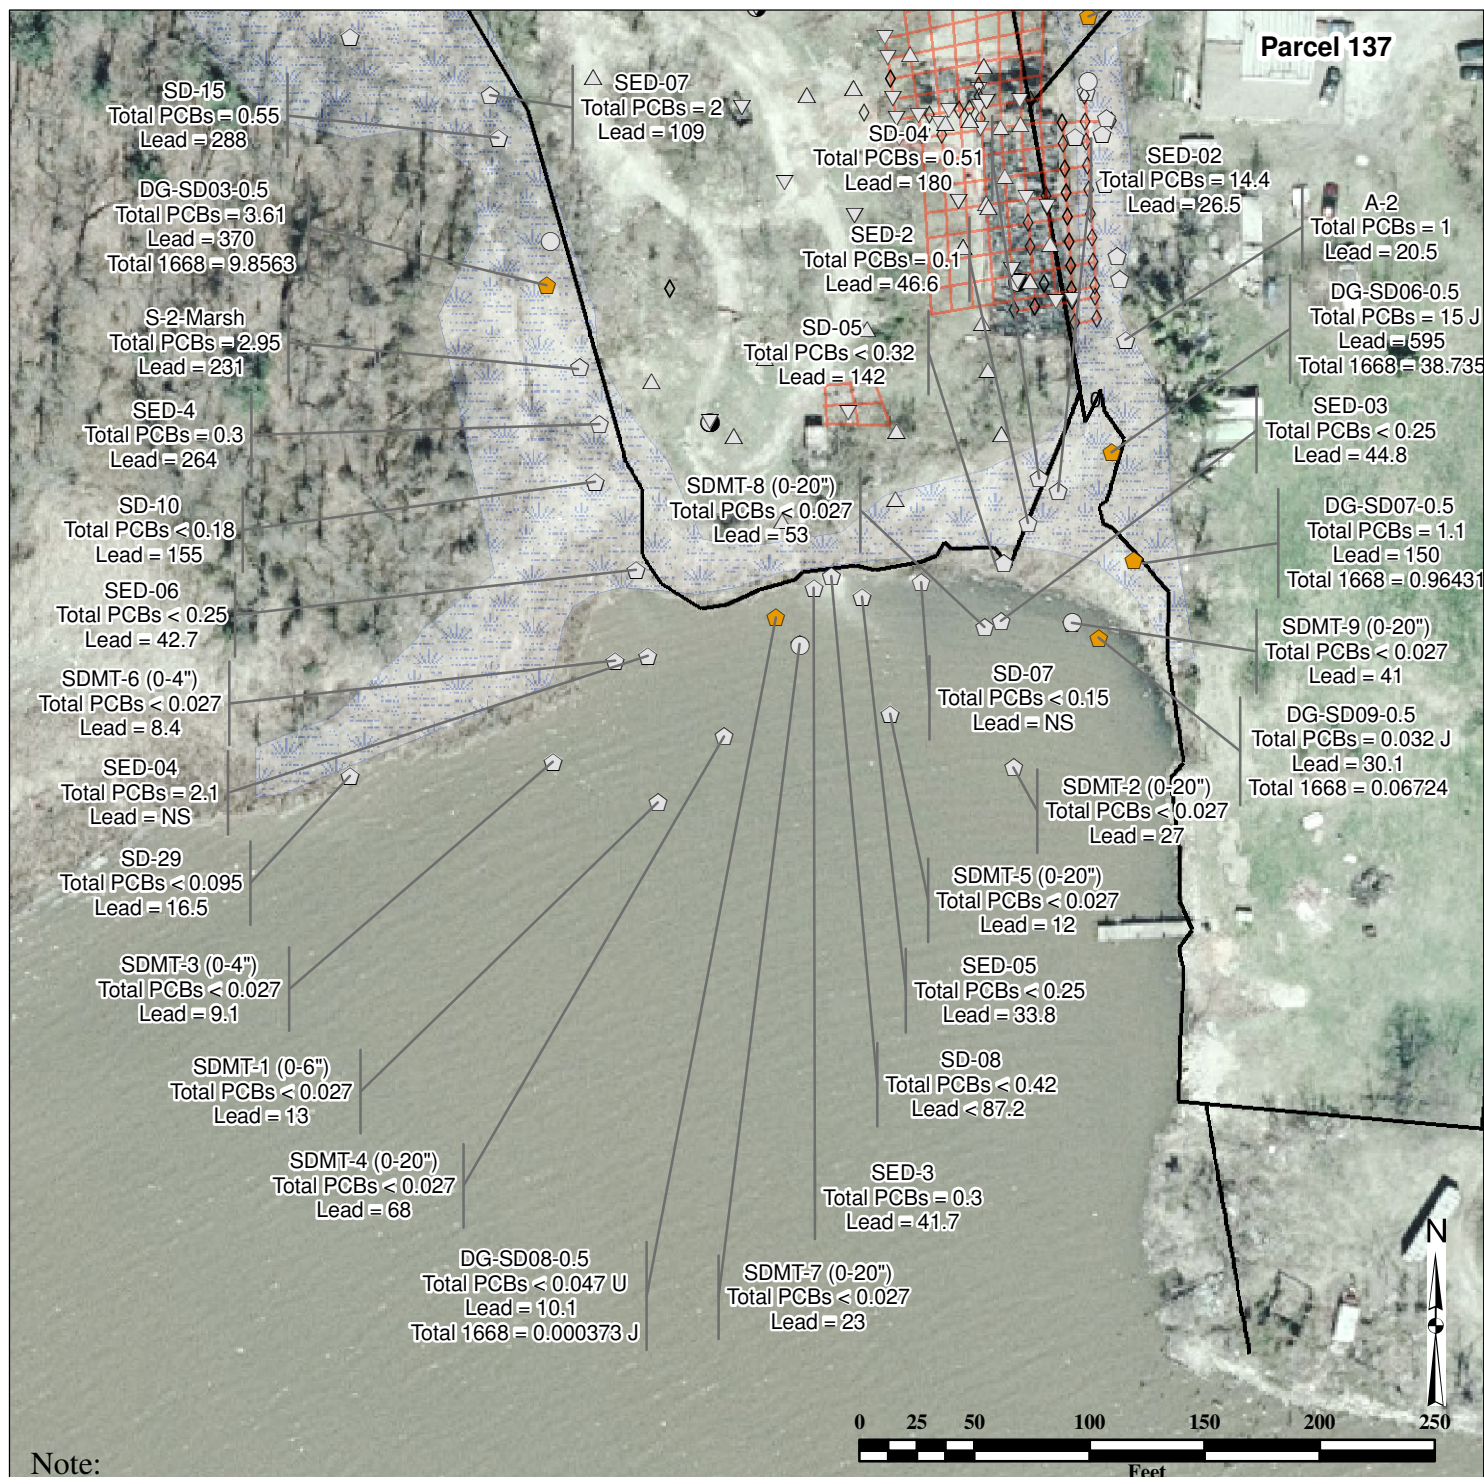 Parcel 137
SD-15
Total PCBs = 0.55
Lead = 288
SED-07
Total PCBs = 2
Lead = 109
SD-04
Total PCBs = 0.51
Lead = 180
SED-02
Total PCBs = 14.4
Lead = 26.5
A-2
Total PCBs = 1
Lead = 20.5
DG-SD03-0.5
Total PCBs = 3.61
Lead = 370
Total 1668 = 9.8563
SED-2
Total PCBs = 0.1
Lead = 46.6
DG-SD06-0.5
Total PCBs = 15 J
Lead = 595
Total 1668 = 38.735
S-2-Marsh
Total PCBs = 2.95
Lead = 231
SD-05
Total PCBs < 0.32
Lead = 142
SED-03
Total PCBs < 0.25
Lead = 44.8
SED-4
Total PCBs = 0.3
Lead = 264
SDMT-8 (0-20")
Total PCBs < 0.027
Lead = 53
SD-10
Total PCBs < 0.18
Lead = 155
DG-SD07-0.5
Total PCBs = 1.1
Lead = 150
Total 1668 = 0.96431
SED-06
Total PCBs < 0.25
Lead = 42.7
SDMT-9 (0-20")
Total PCBs < 0.027
Lead = 41
SDMT-6 (0-4")
Total PCBs < 0.027
Lead = 8.4
SD-07
Total PCBs < 0.15
Lead = NS
DG-SD09-0.5
Total PCBs = 0.032 J
Lead = 30.1
Total 1668 = 0.06724
SED-04
Total PCBs = 2.1
Lead = NS
SDMT-2 (0-20")
Total PCBs < 0.027
Lead = 27
SD-29
Total PCBs < 0.095
Lead = 16.5
SDMT-5 (0-20")
Total PCBs < 0.027
Lead = 12
SDMT-3 (0-4")
Total PCBs < 0.027
Lead = 9.1
SED-05
Total PCBs < 0.25
Lead = 33.8
SDMT-1 (0-6")
Total PCBs < 0.027
Lead = 13
SD-08
Total PCBs < 0.42
Lead < 87.2
SDMT-4 (0-20")
Total PCBs < 0.027
Lead = 68
SED-3
Total PCBs = 0.3
Lead = 41.7
DG-SD08-0.5
Total PCBs < 0.047 U
Lead = 10.1
Total 1668 = 0.000373 J
SDMT-7 (0-20")
Total PCBs < 0.027
Lead = 23
N
0 25 50 100 150 200 250
Feet
Note: